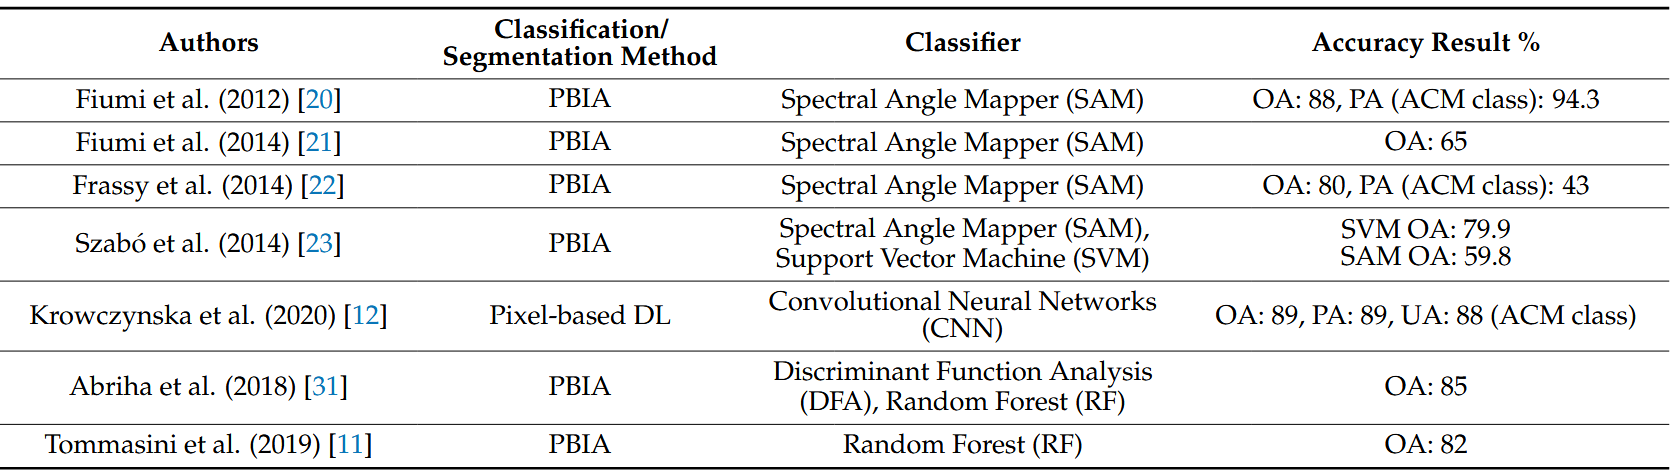 Authors Classification/ Segmentation Method Classifier Accuracy Result %
Fiumi et al. (2012) [20] PBIA Spectral Angle Mapper (SAM) OA: 88, PA (ACM class): 94.3
Fiumi et al. (2014) [21] PBIA Spectral Angle Mapper (SAM) OA: 65
Frassy et al. (2014) [22] PBIA Spectral Angle Mapper (SAM) OA: 80, PA (ACM class): 43
Szabó et al. (2014) [23] PBIA Spectral Angle Mapper (SAM), Support Vector Machine (SVM) SVM OA: 79.9 SAM OA: 59.8
Krowczynska et al. (2020) [12] Pixel-based DL Convolutional Neural Networks (CNN) OA: 89, PA: 89, UA: 88 (ACM class)
Abriha et al. (2018) [31] PBIA Discriminant Function Analysis (DFA), Random Forest (RF) OA: 85
Tommasini et al. (2019) [11] PBIA Random Forest (RF) OA: 82